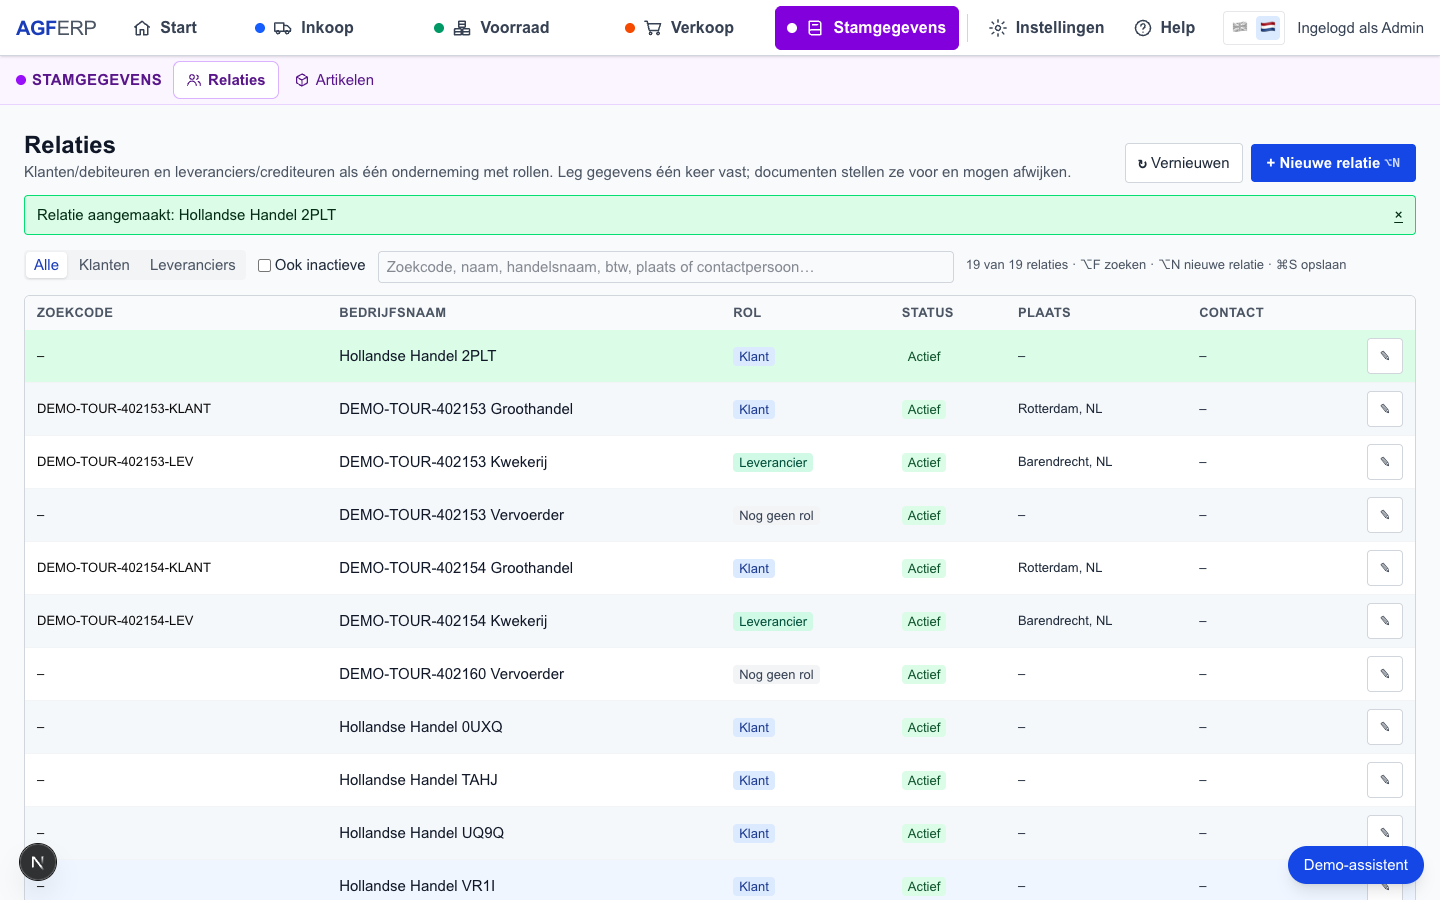 AGFERP Start Inkoop Voorraad Verkoop Stamgegevens Instellingen Help Ingelogd als Admin
STAMGEGEVENS Relaties Artikelen
Relaties
Klanten/debiteuren en leveranciers/crediteuren als één onderneming met rollen. Leg gegevens één keer vast; documenten stellen ze voor en mogen afwijken.
↻ Vernieuwen + Nieuwe relatie ⌥N
Relatie aangemaakt: Hollandse Handel 2PLT ×
Alle Klanten Leveranciers Ook inactieve Zoekcode, naam, handelsnaam, btw, plaats of contactpersoon… 19 van 19 relaties · ⌥F zoeken · ⌥N nieuwe relatie · ⌘S opslaan
ZOEKCODE BEDRIJFSNAAM ROL STATUS PLAATS CONTACT
– Hollandse Handel 2PLT Klant Actief – – ✎
DEMO-TOUR-402153-KLANT DEMO-TOUR-402153 Groothandel Klant Actief Rotterdam, NL – ✎
DEMO-TOUR-402153-LEV DEMO-TOUR-402153 Kwekerij Leverancier Actief Barendrecht, NL – ✎
– DEMO-TOUR-402153 Vervoerder Nog geen rol Actief – – ✎
DEMO-TOUR-402154-KLANT DEMO-TOUR-402154 Groothandel Klant Actief Rotterdam, NL – ✎
DEMO-TOUR-402154-LEV DEMO-TOUR-402154 Kwekerij Leverancier Actief Barendrecht, NL – ✎
– DEMO-TOUR-402160 Vervoerder Nog geen rol Actief – – ✎
– Hollandse Handel 0UXQ Klant Actief – – ✎
– Hollandse Handel TAHJ Klant Actief – – ✎
– Hollandse Handel UQ9Q Klant Actief – – ✎
– Hollandse Handel VR1I Klant Actief – – ✎
N
Demo-assistent